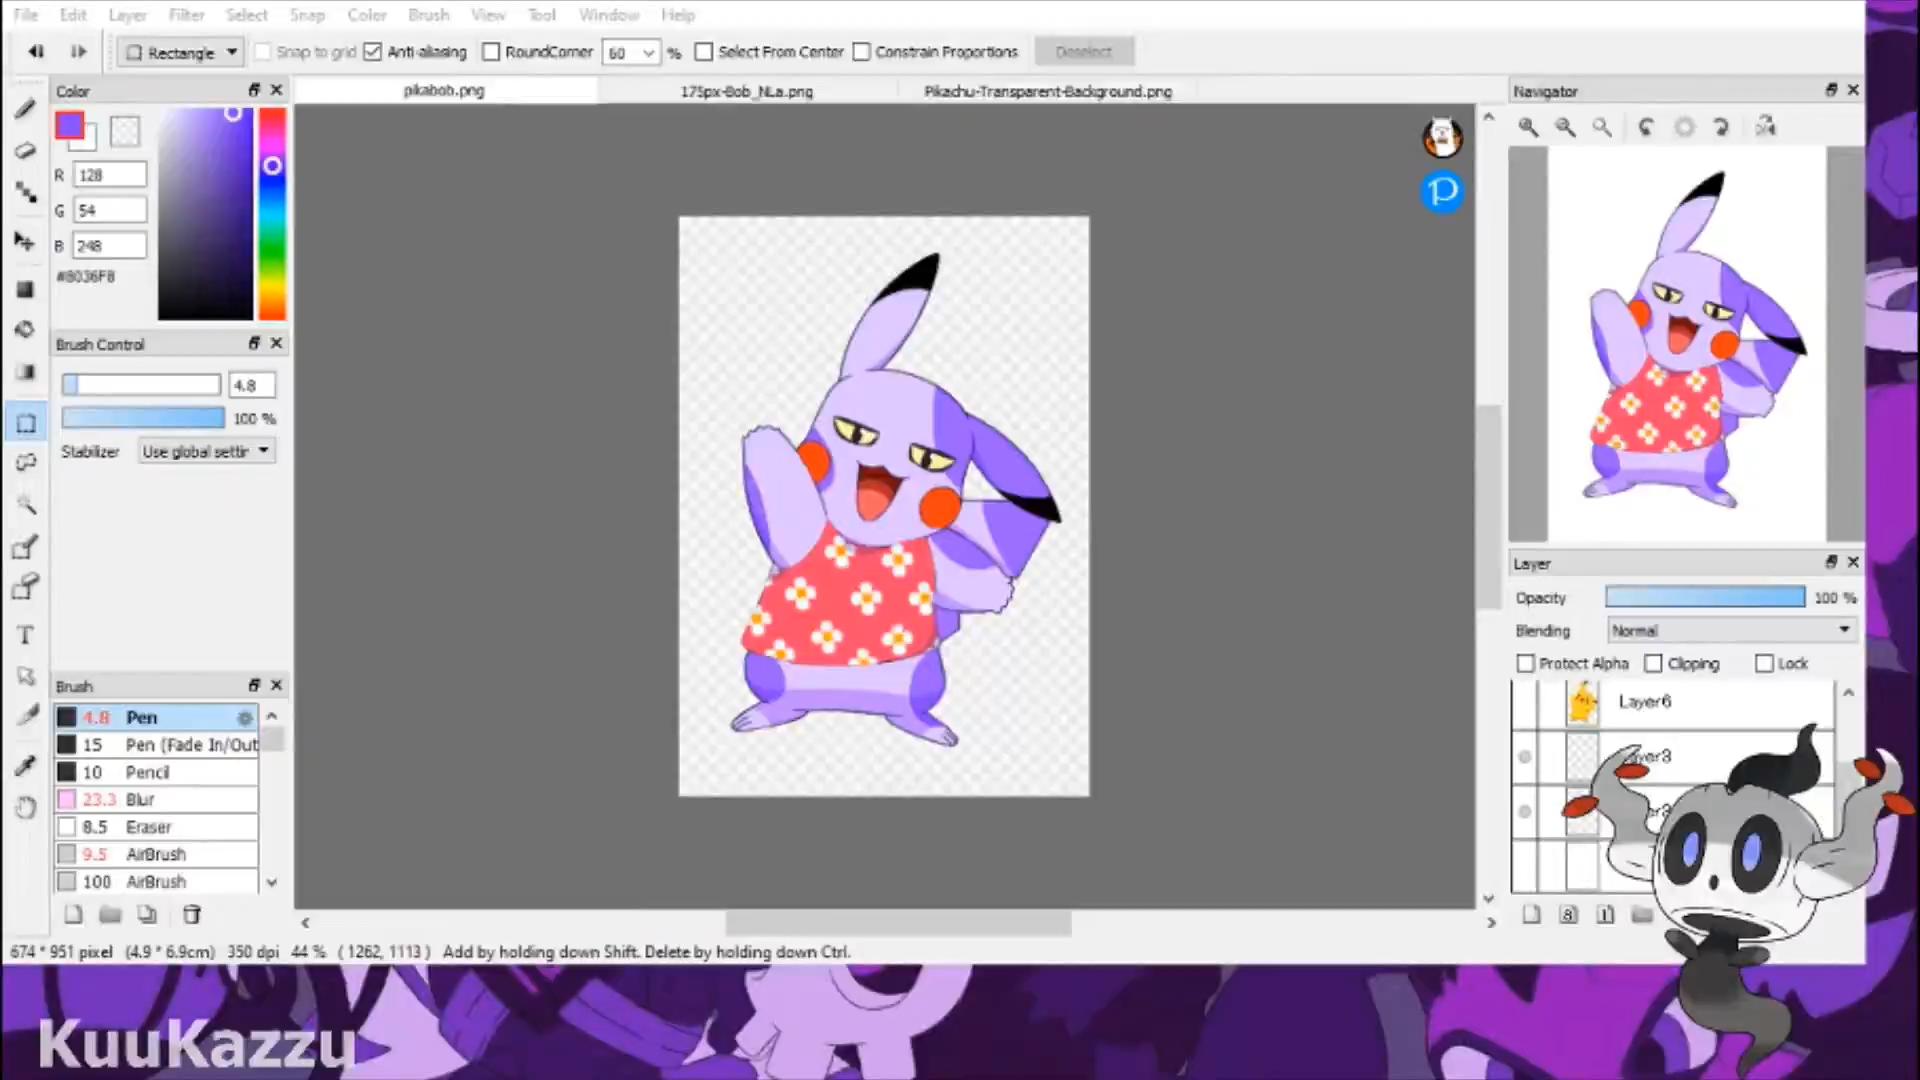 File Edit Layer Filter Select Snap Color Brush View Tool Window Help
Rectangle Snap to grid Anti-aliasing RoundCorner 60 % Select From Center Constrain Proportions Deselect
Color
pikabob.png 175px-Bob_NLa.png Pikachu-Transparent-Background.png
Navigator
R 128
G 54
B 248
#8036F8
Brush Control
4.8
100 %
Stabilizer Use global settir
Brush
4.8 Pen
15 Pen (Fade In/Out
10 Pencil
23.3 Blur
8.5 Eraser
9.5 AirBrush
100 AirBrush
P
Layer
Opacity 100 %
Blending Normal
Protect Alpha Clipping Lock
Layer6
yer3
8 1
674 * 951 pixel (4.9 * 6.9cm) 350 dpi 44 % ( 1262, 1113 ) Add by holding down Shift. Delete by holding down Ctrl.
KuuKazzu